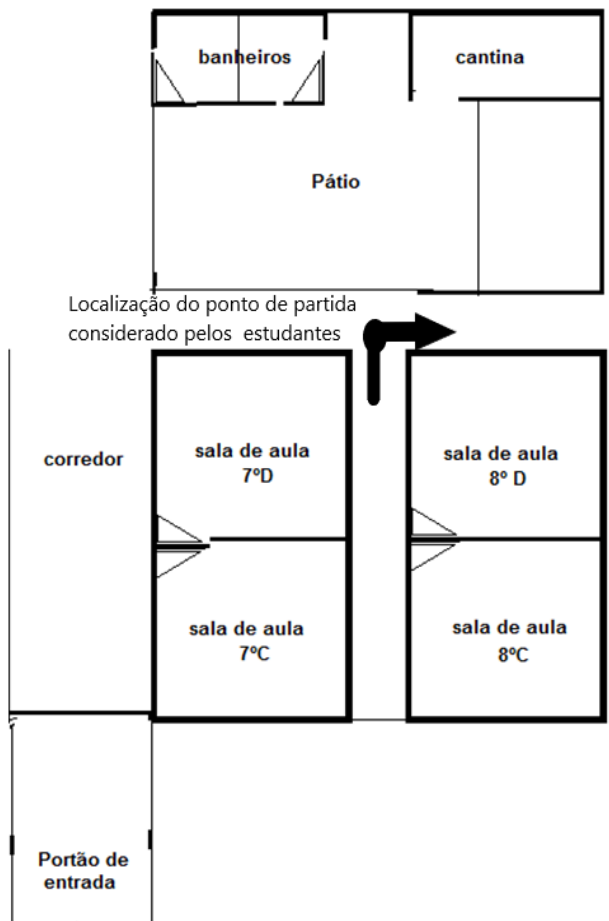 banheiros
cantina
Pátio
Localização do ponto de partida
considerado pelos estudantes
corredor
sala de aula
7ºD
sala de aula
8º D
sala de aula
7ºC
sala de aula
8ºC
Portão de
entrada